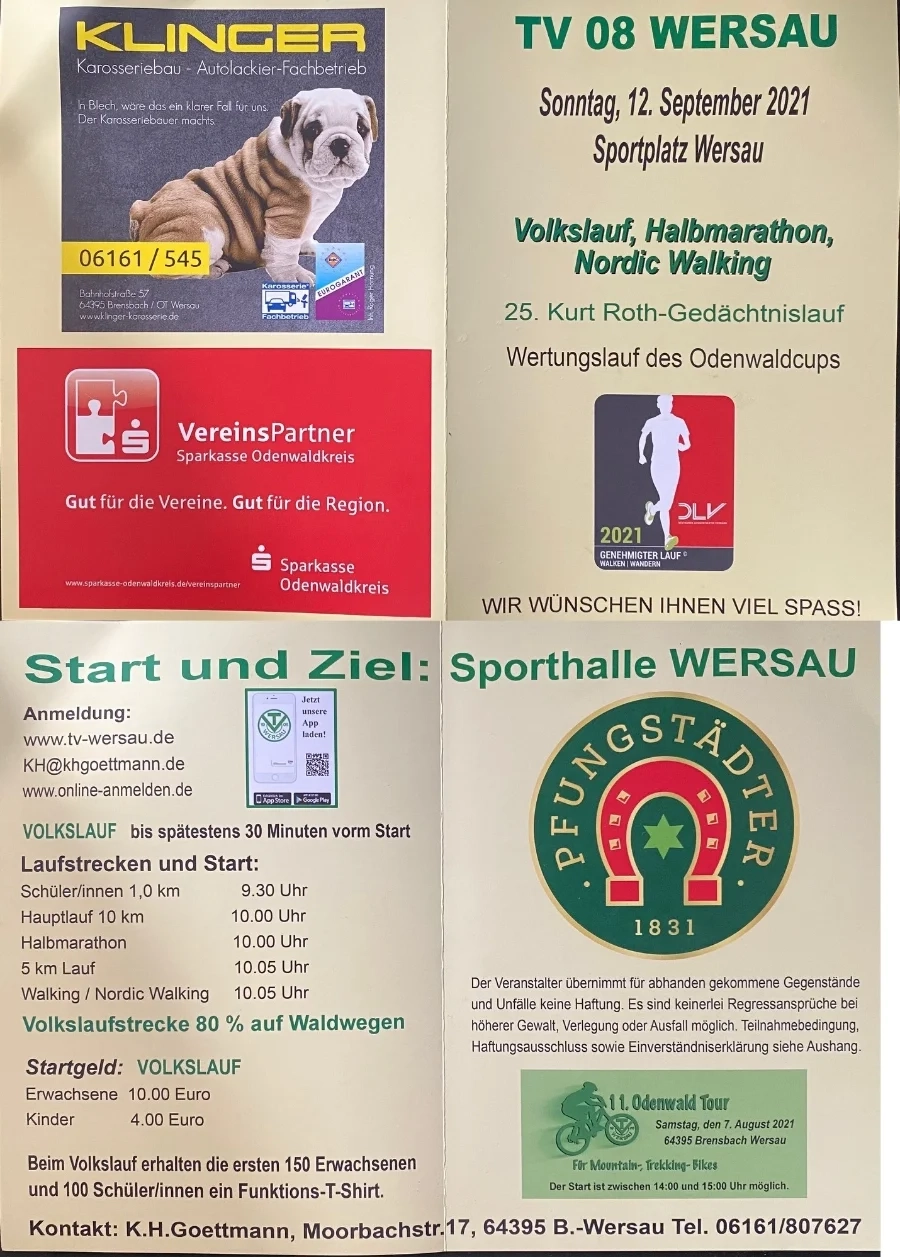 KLINGER
Karosseriebau - Autolackier-Fachbetrieb
In Blech, wäre das ein klarer Fall für uns.
Der Karosseriebauer machts.
06161 / 545
Bahnhofstraße 57
64395 Brensbach / OT Wersau
www.klinger-karosserie.de
Karosserie
Fachbetrieb
EUROGARANT
VereinsPartner
Sparkasse Odenwaldkreis
Gut für die Vereine. Gut für die Region.
Sparkasse
Odenwaldkreis
www.sparkasse-odenwaldkreis.de/vereinspartner
TV 08 WERSAU
Sonntag, 12. September 2021
Sportplatz Wersau
Volkslauf, Halbmarathon,
Nordic Walking
25. Kurt Roth-Gedächtnislauf
Wertungslauf des Odenwaldcups
DLV
2021
GENEHMIGTER LAUF
WALKEN | WANDERN
WIR WÜNSCHEN IHNEN VIEL SPASS!
Start und Ziel: Sporthalle WERSAU
Anmeldung:
www.tv-wersau.de
KH@khgoettmann.de
www.online-anmelden.de
Jetzt
unsere
App
laden!
TV
WERSAU
App Store
Google Play
VOLKSLAUF bis spätestens 30 Minuten vorm Start
Laufstrecken und Start:
Schüler/innen 1,0 km 9.30 Uhr
Hauptlauf 10 km 10.00 Uhr
Halbmarathon 10.00 Uhr
5 km Lauf 10.05 Uhr
Walking / Nordic Walking 10.05 Uhr
Volkslaufstrecke 80 % auf Waldwegen
Startgeld: VOLKSLAUF
Erwachsene 10.00 Euro
Kinder 4.00 Euro
Beim Volkslauf erhalten die ersten 150 Erwachsenen
und 100 Schüler/innen ein Funktions-T-Shirt.
PFUNGSTÄDTER
1831
Der Veranstalter übernimmt für abhanden gekommene Gegenstände
und Unfälle keine Haftung. Es sind keinerlei Regressansprüche bei
höherer Gewalt, Verlegung oder Ausfall möglich. Teilnahmebedingung,
Haftungsausschluss sowie Einverständniserklärung siehe Aushang.
11. Odenwald Tour
Samstag, den 7. August 2021
64395 Brensbach Wersau
Für Mountain-, Trekking- Bikes
Der Start ist zwischen 14:00 und 15:00 Uhr möglich.
Kontakt: K.H.Goettmann, Moorbachstr.17, 64395 B.-Wersau Tel. 06161/807627